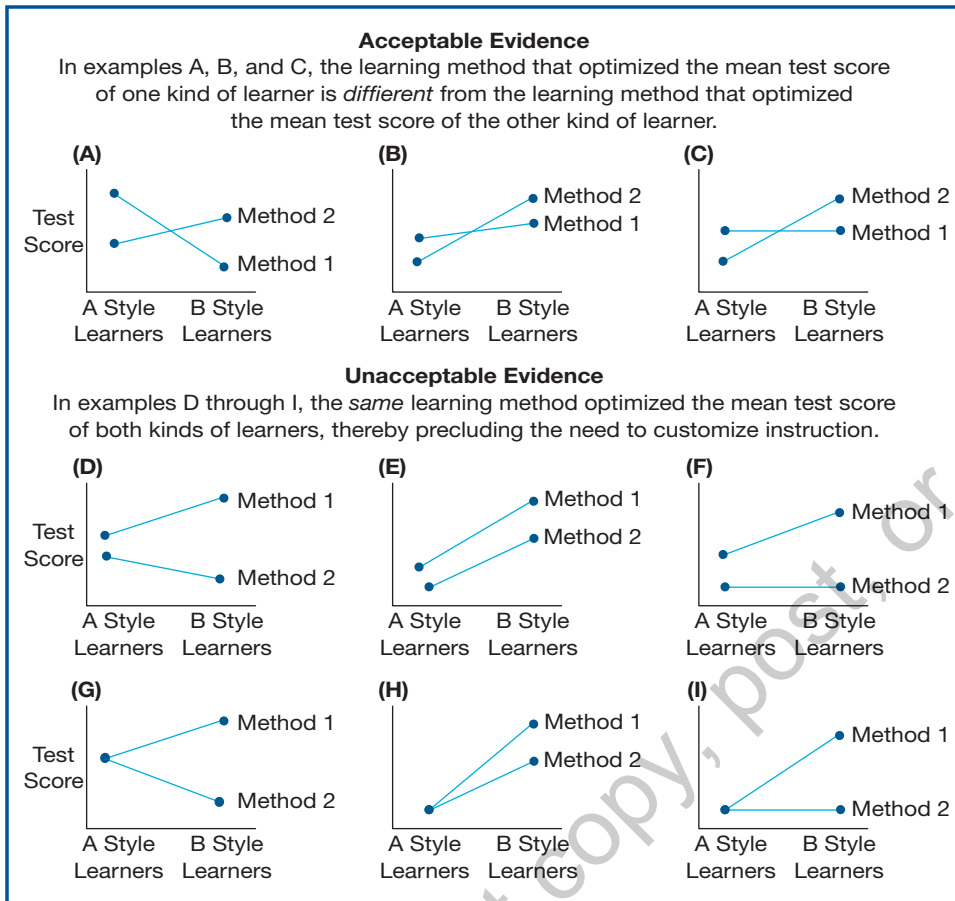 Acceptable Evidence
In examples A, B, and C, the learning method that optimized the mean test score
of one kind of learner is diffierent from the learning method that optimized
the mean test score of the other kind of learner.
(A)
Test
Score
Method 2
Method 1
A Style
Learners
B Style
Learners
(B)
Method 2
Method 1
A Style
Learners
B Style
Learners
(C)
Method 2
Method 1
A Style
Learners
B Style
Learners
Unacceptable Evidence
In examples D through I, the same learning method optimized the mean test score
of both kinds of learners, thereby precluding the need to customize instruction.
(D)
Test
Score
Method 1
Method 2
A Style
Learners
B Style
Learners
(E)
Method 1
Method 2
A Style
Learners
B Style
Learners
(F)
Method 1
Method 2
A Style
Learners
B Style
Learners
(G)
Test
Score
Method 1
Method 2
A Style
Learners
B Style
Learners
(H)
Method 1
Method 2
A Style
Learners
B Style
Learners
(I)
Method 1
Method 2
A Style
Learners
B Style
Learners
copy, post, or